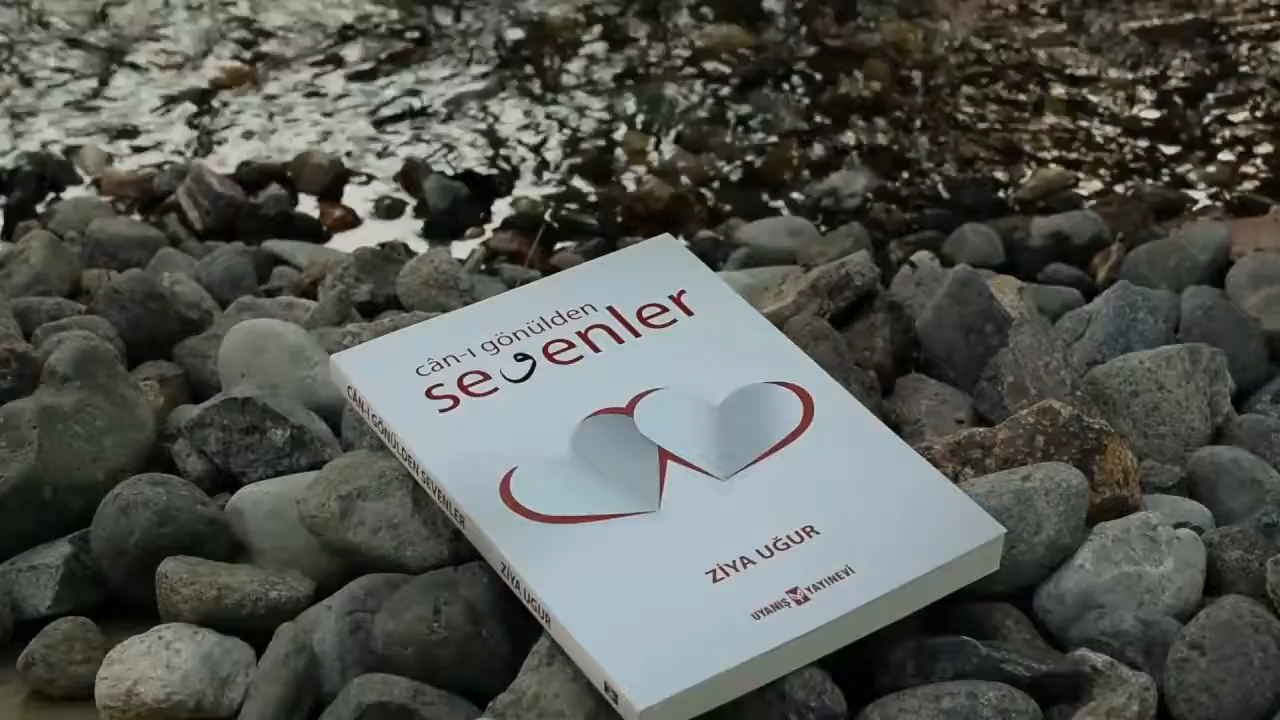 cân-ı gönülden
sevenler
ZİYA UĞUR
UYANIŞ YAYINEVİ
CÂN-I GÖNÜLDEN SEVENLER
ZİYA UĞUR